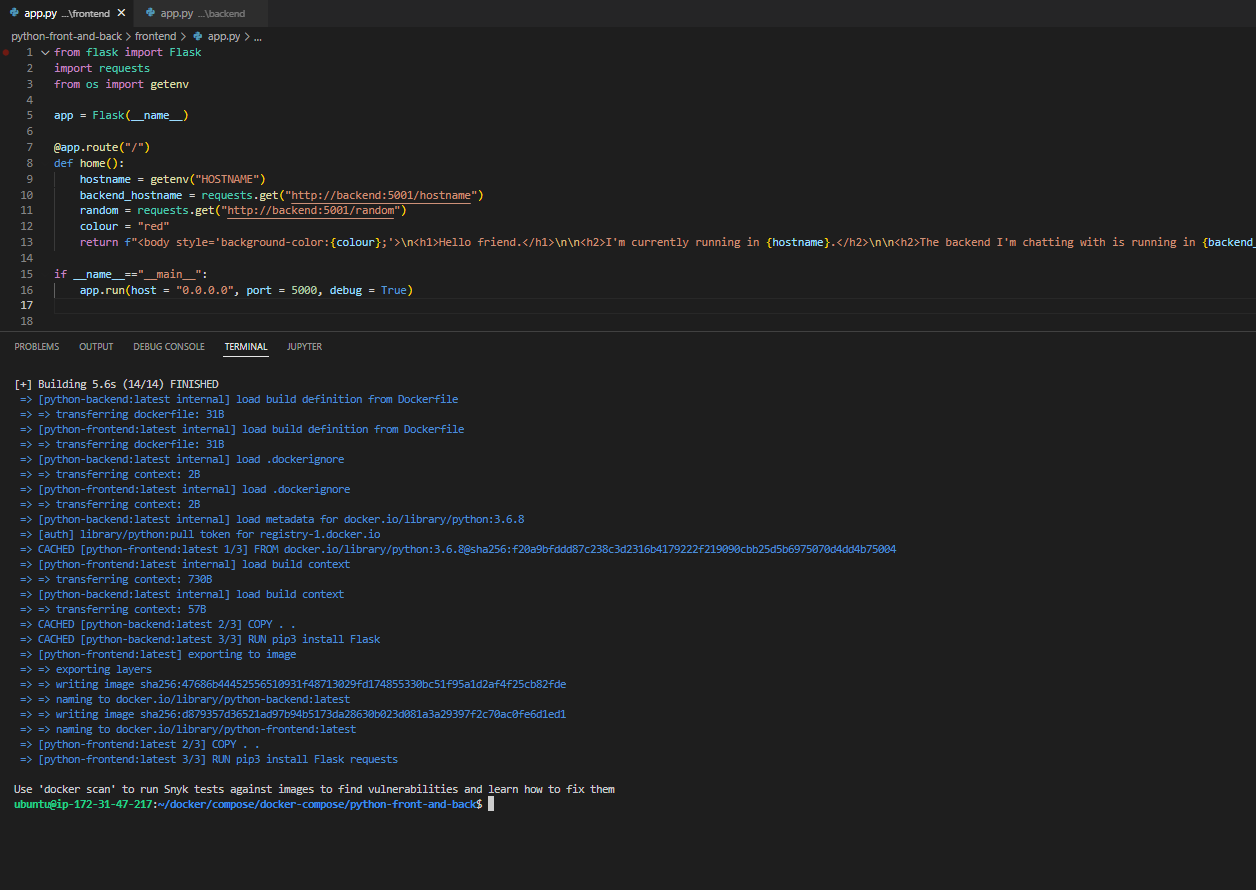 app.py ...\frontend
app.py ...\backend
python-front-and-back > frontend > app.py > ...
1 from flask import Flask
2 import requests
3 from os import getenv
4
5 app = Flask(__name__)
6
7 @app.route("/")
8 def home():
9 hostname = getenv("HOSTNAME")
10 backend_hostname = requests.get("http://backend:5001/hostname")
11 random = requests.get("http://backend:5001/random")
12 colour = "red"
13 return f"<body style='background-color:{colour};'>\n<h1>Hello friend.</h1>\n\n<h2>I'm currently running in {hostname}.</h2>\n\n<h2>The backend I'm chatting with is running in {backend_
14
15 if __name__=="__main__":
16 app.run(host = "0.0.0.0", port = 5000, debug = True)
17
18
PROBLEMS OUTPUT DEBUG CONSOLE TERMINAL JUPYTER
[+] Building 5.6s (14/14) FINISHED
=> [python-backend:latest internal] load build definition from Dockerfile
=> => transferring dockerfile: 31B
=> [python-frontend:latest internal] load build definition from Dockerfile
=> => transferring dockerfile: 31B
=> [python-backend:latest internal] load .dockerignore
=> => transferring context: 2B
=> [python-frontend:latest internal] load .dockerignore
=> => transferring context: 2B
=> [python-backend:latest internal] load metadata for docker.io/library/python:3.6.8
=> [auth] library/python:pull token for registry-1.docker.io
=> CACHED [python-frontend:latest 1/3] FROM docker.io/library/python:3.6.8@sha256:f20a9bfddd87c238c3d2316b4179222f219090cbb25d5b6975070d4dd4b75004
=> [python-frontend:latest internal] load build context
=> => transferring context: 730B
=> [python-backend:latest internal] load build context
=> => transferring context: 57B
=> CACHED [python-backend:latest 2/3] COPY . .
=> CACHED [python-backend:latest 3/3] RUN pip3 install Flask
=> [python-frontend:latest] exporting to image
=> => exporting layers
=> => writing image sha256:47686b44452556510931f48713029fd174855330bc51f95a1d2af4f25cb82fde
=> => naming to docker.io/library/python-backend:latest
=> => writing image sha256:d879357d36521ad97b94b5173da28630b023d081a3a29397f2c70ac0fe6d1ed1
=> => naming to docker.io/library/python-frontend:latest
=> [python-frontend:latest 2/3] COPY . .
=> [python-frontend:latest 3/3] RUN pip3 install Flask requests
Use 'docker scan' to run Snyk tests against images to find vulnerabilities and learn how to fix them
ubuntu@ip-172-31-47-217:~/docker/compose/docker-compose/python-front-and-back$